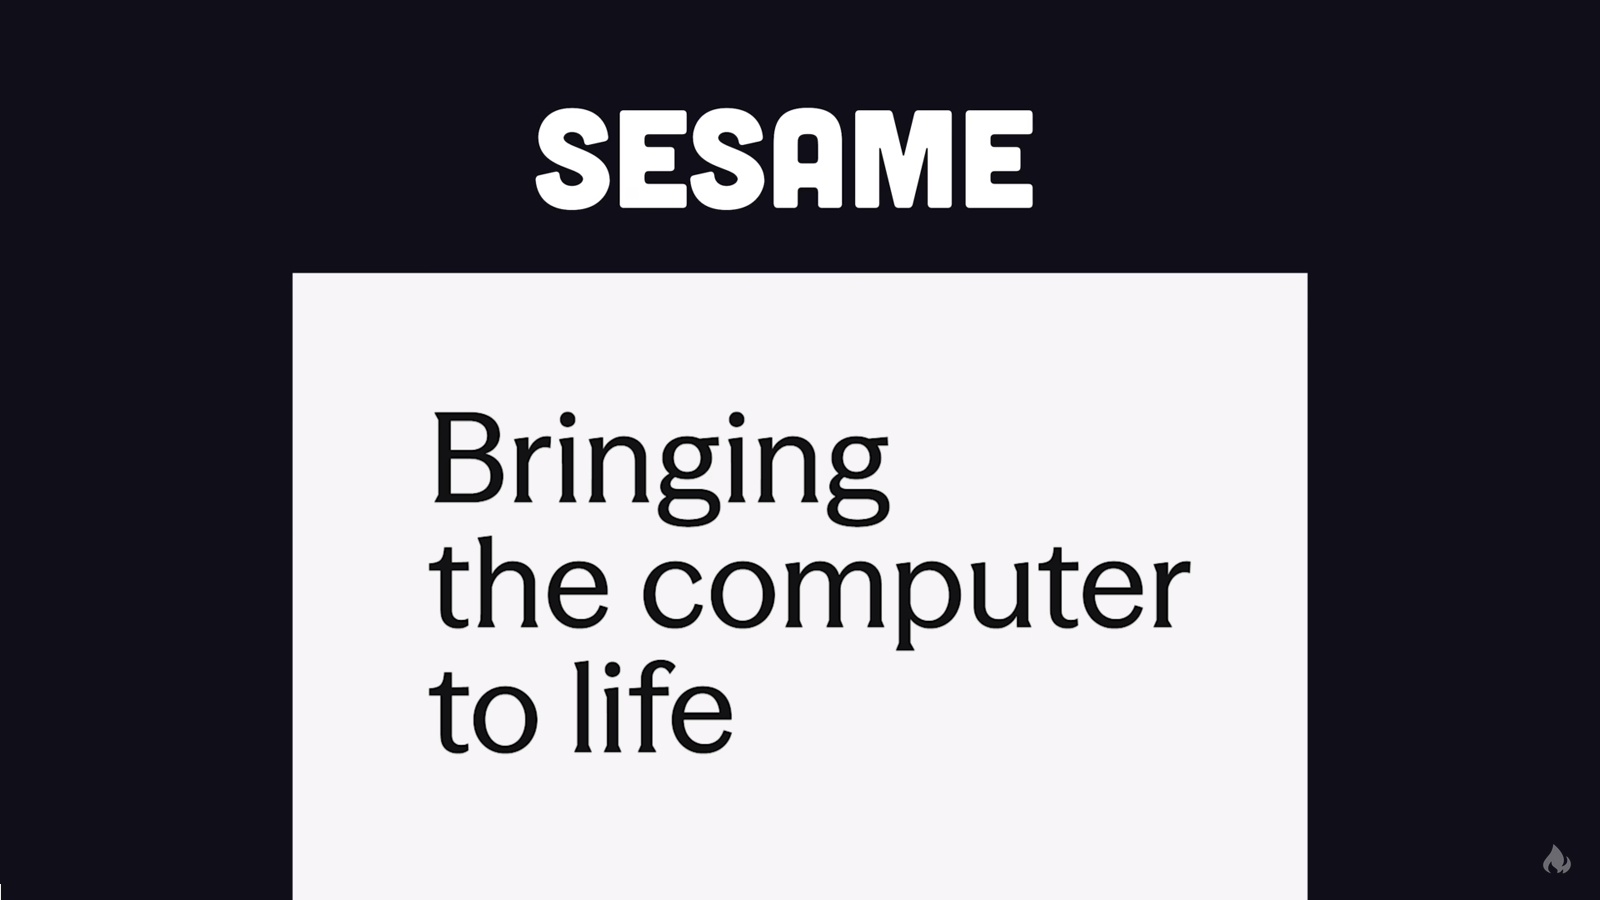 SESAME
Bringing
the computer
to life